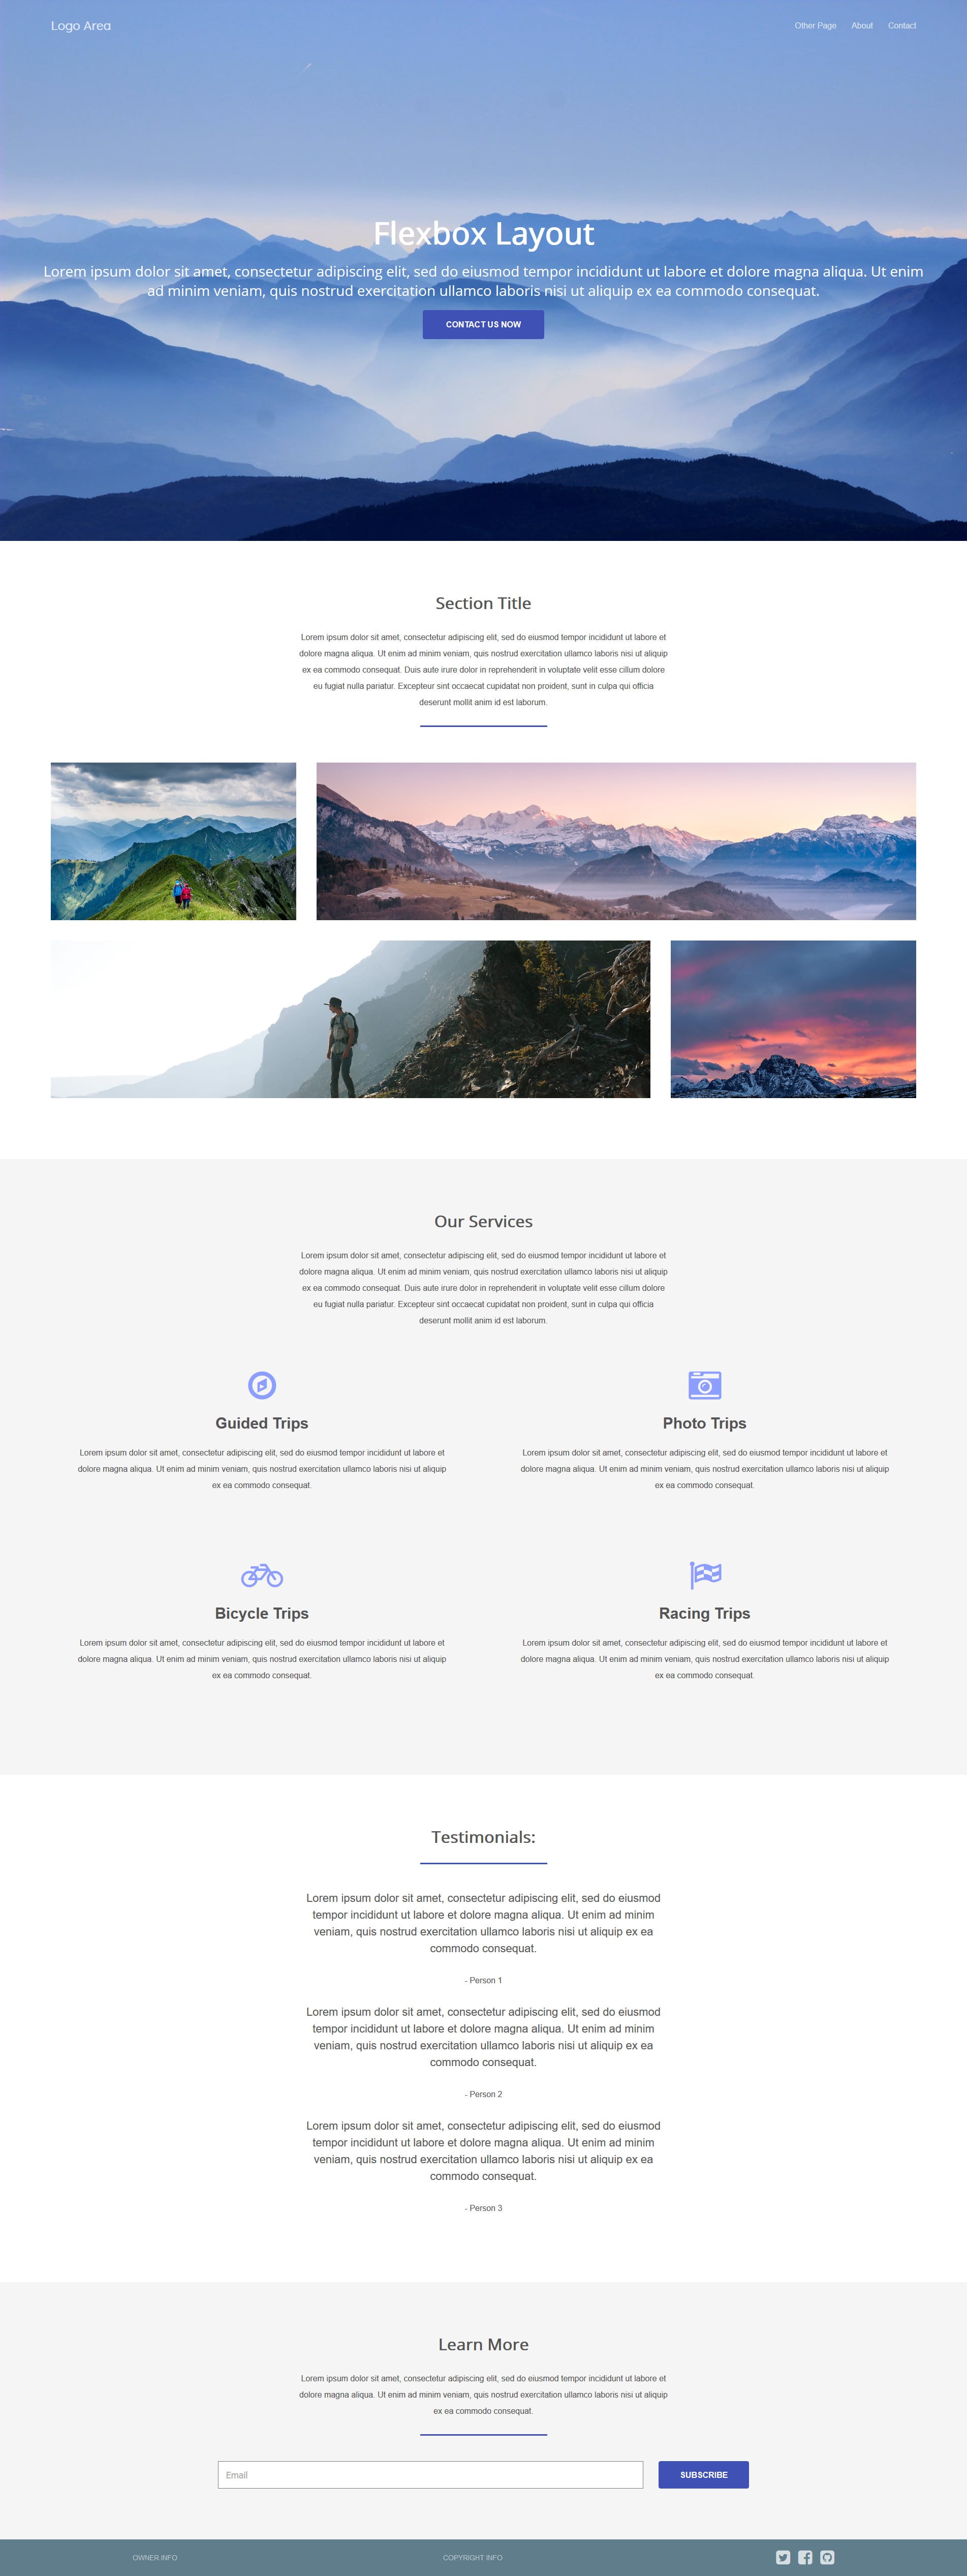 Logo Area
Other Page About Contact
Flexbox Layout
Lorem ipsum dolor sit amet, consectetur adipiscing elit, sed do eiusmod tempor incididunt ut labore et dolore magna aliqua. Ut enim
ad minim veniam, quis nostrud exercitation ullamco laboris nisi ut aliquip ex ea commodo consequat.
CONTACT US NOW
Section Title
Lorem ipsum dolor sit amet, consectetur adipiscing elit, sed do eiusmod tempor incididunt ut labore et
dolore magna aliqua. Ut enim ad minim veniam, quis nostrud exercitation ullamco laboris nisi ut aliquip
ex ea commodo consequat. Duis aute irure dolor in reprehenderit in voluptate velit esse cillum dolore
eu fugiat nulla pariatur. Excepteur sint occaecat cupidatat non proident, sunt in culpa qui officia
deserunt mollit anim id est laborum.
Our Services
Lorem ipsum dolor sit amet, consectetur adipiscing elit, sed do eiusmod tempor incididunt ut labore et
dolore magna aliqua. Ut enim ad minim veniam, quis nostrud exercitation ullamco laboris nisi ut aliquip
ex ea commodo consequat. Duis aute irure dolor in reprehenderit in voluptate velit esse cillum dolore
eu fugiat nulla pariatur. Excepteur sint occaecat cupidatat non proident, sunt in culpa qui officia
deserunt mollit anim id est laborum.
Guided Trips
Lorem ipsum dolor sit amet, consectetur adipiscing elit, sed do eiusmod tempor incididunt ut labore et
dolore magna aliqua. Ut enim ad minim veniam, quis nostrud exercitation ullamco laboris nisi ut aliquip
ex ea commodo consequat.
Photo Trips
Lorem ipsum dolor sit amet, consectetur adipiscing elit, sed do eiusmod tempor incididunt ut labore et
dolore magna aliqua. Ut enim ad minim veniam, quis nostrud exercitation ullamco laboris nisi ut aliquip
ex ea commodo consequat.
Bicycle Trips
Lorem ipsum dolor sit amet, consectetur adipiscing elit, sed do eiusmod tempor incididunt ut labore et
dolore magna aliqua. Ut enim ad minim veniam, quis nostrud exercitation ullamco laboris nisi ut aliquip
ex ea commodo consequat.
Racing Trips
Lorem ipsum dolor sit amet, consectetur adipiscing elit, sed do eiusmod tempor incididunt ut labore et
dolore magna aliqua. Ut enim ad minim veniam, quis nostrud exercitation ullamco laboris nisi ut aliquip
ex ea commodo consequat.
Testimonials:
Lorem ipsum dolor sit amet, consectetur adipiscing elit, sed do eiusmod
tempor incididunt ut labore et dolore magna aliqua. Ut enim ad minim
veniam, quis nostrud exercitation ullamco laboris nisi ut aliquip ex ea
commodo consequat.
- Person 1
Lorem ipsum dolor sit amet, consectetur adipiscing elit, sed do eiusmod
tempor incididunt ut labore et dolore magna aliqua. Ut enim ad minim
veniam, quis nostrud exercitation ullamco laboris nisi ut aliquip ex ea
commodo consequat.
- Person 2
Lorem ipsum dolor sit amet, consectetur adipiscing elit, sed do eiusmod
tempor incididunt ut labore et dolore magna aliqua. Ut enim ad minim
veniam, quis nostrud exercitation ullamco laboris nisi ut aliquip ex ea
commodo consequat.
- Person 3
Learn More
Lorem ipsum dolor sit amet, consectetur adipiscing elit, sed do eiusmod tempor incididunt ut labore et
dolore magna aliqua. Ut enim ad minim veniam, quis nostrud exercitation ullamco laboris nisi ut aliquip
ex ea commodo consequat.
Email
SUBSCRIBE
OWNER INFO
COPYRIGHT INFO